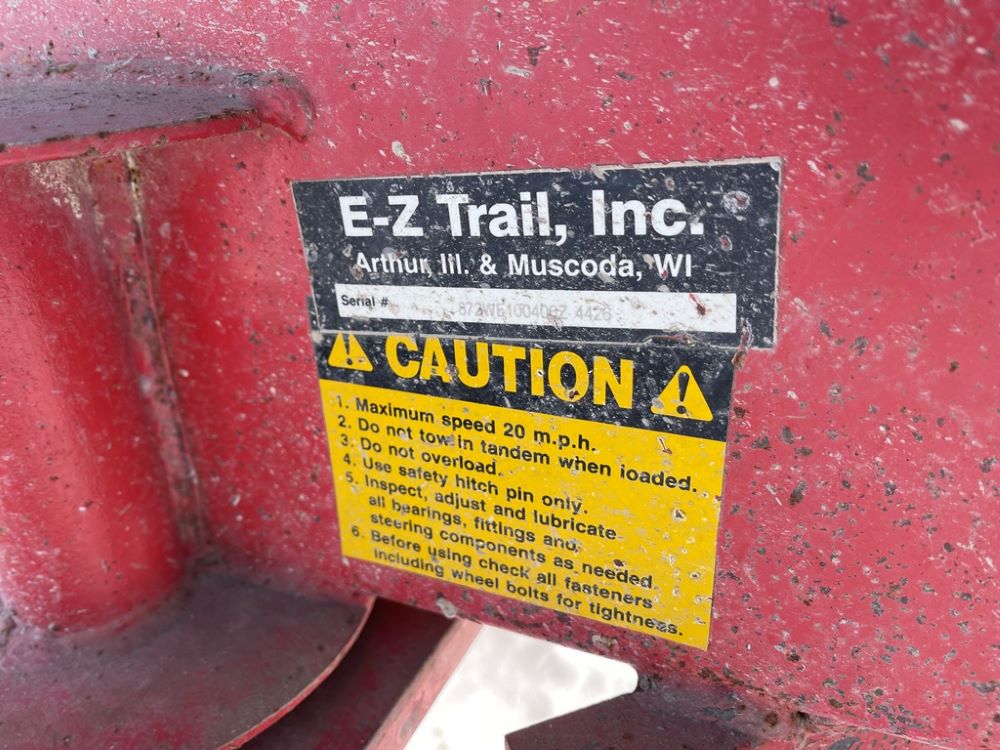 E-Z Trail, Inc.
Arthur, Ill. & Muscoda, WI
Serial #
CAUTION
1. Maximum speed 20 m.p.h.
2. Do not tow in tandem when loaded.
3. Do not overload.
4. Use safety hitch pin only.
5. Inspect, adjust and lubricate
all bearings, fittings and
steering components as needed.
6. Before using check all fasteners
including wheel bolts for tightness.